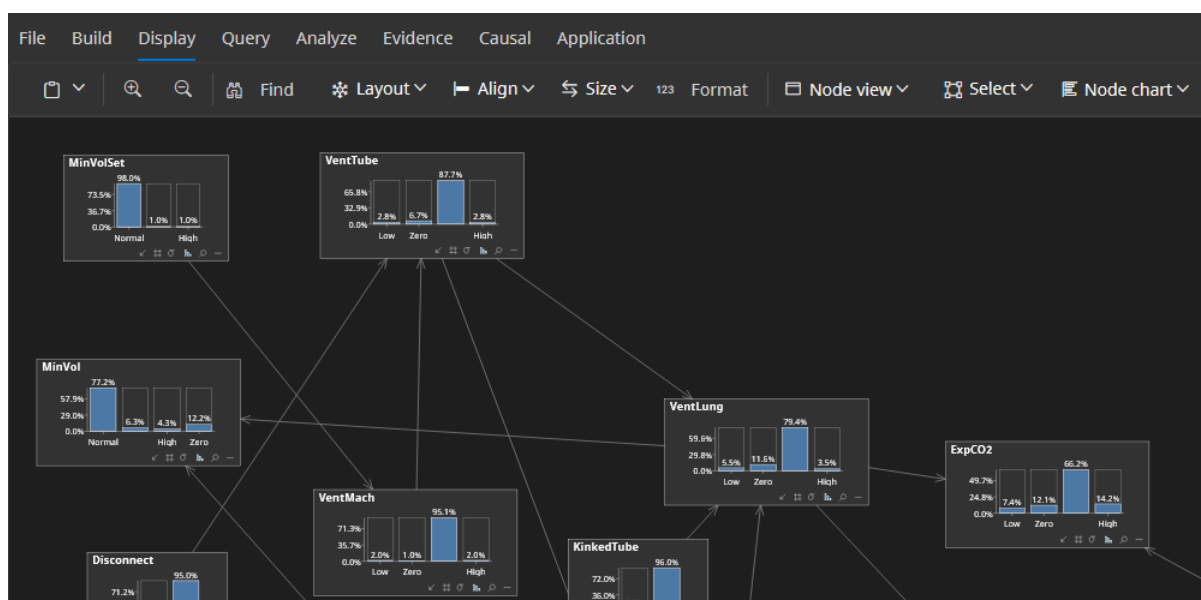 File Build Display Query Analyze Evidence Causal Application
Find Layout Align Size 123 Format Node view Select Node chart
MinVolSet
98.0%
73.5%
36.7%
1.0% 1.0%
0.0%
Normal High
VentTube
87.7%
65.8%
32.9%
2.8% 6.7% 2.8%
0.0%
Low Zero High
MinVol
77.2%
57.9%
29.0%
6.3% 4.3% 12.2%
0.0%
Normal High Zero
VentLung
79.4%
59.6%
29.8%
5.5% 11.6% 3.5%
0.0%
Low Zero High
ExpCO2
66.2%
49.7%
24.8%
7.4% 12.1% 14.2%
0.0%
Low Zero High
VentMach
95.1%
71.3%
35.7%
2.0% 1.0% 2.0%
0.0%
Low Zero High
Disconnect
95.0%
71.2%
KinkedTube
96.0%
72.0%
36.0%